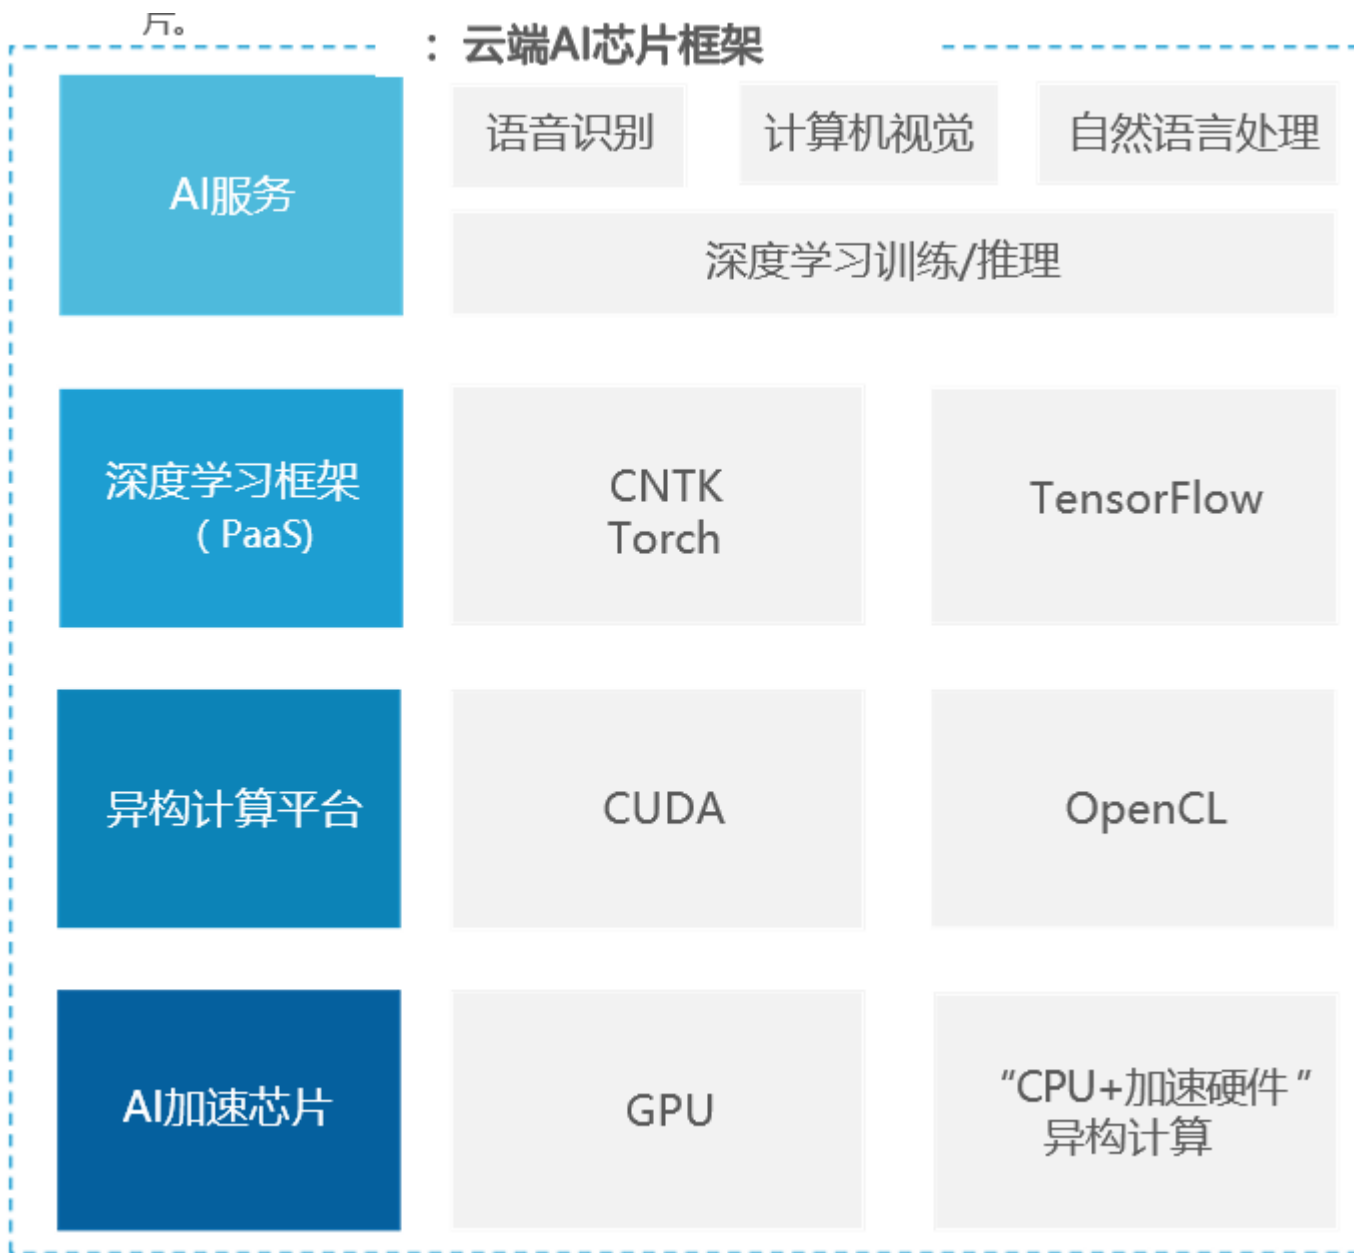 ：云端AI芯片框架
语音识别 计算机视觉 自然语言处理
AI服务
深度学习训练/推理
深度学习框架
（PaaS)
CNTK
Torch
TensorFlow
异构计算平台
CUDA
OpenCL
AI加速芯片
GPU
“CPU+加速硬件”
异构计算